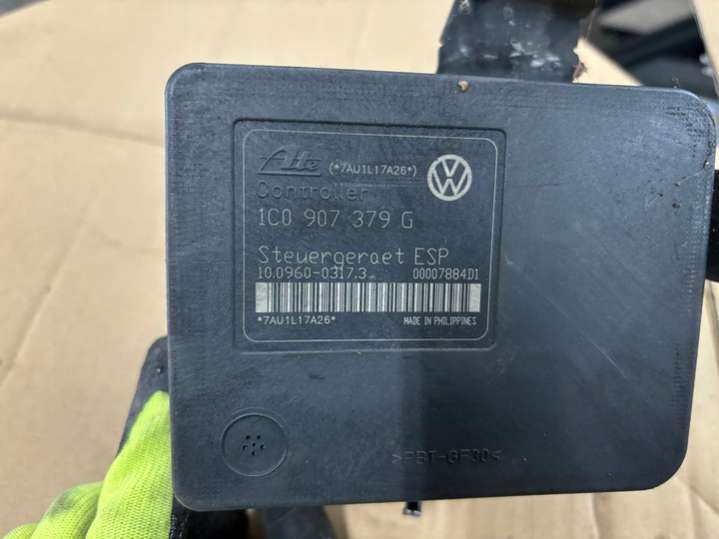 Ate (*7AU1L17A26*)
Controller
1C0 907 379 G
Steuergeraet ESP
10.0960-0317.3 00007884D1
*7AU1L17A26* MADE IN PHILIPPINES
>PBT-GF30<